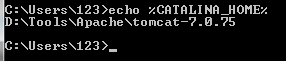 C:\Users\123>echo %CATALINA_HOME%
D:\Tools\Apache\tomcat-7.0.75
C:\Users\123>